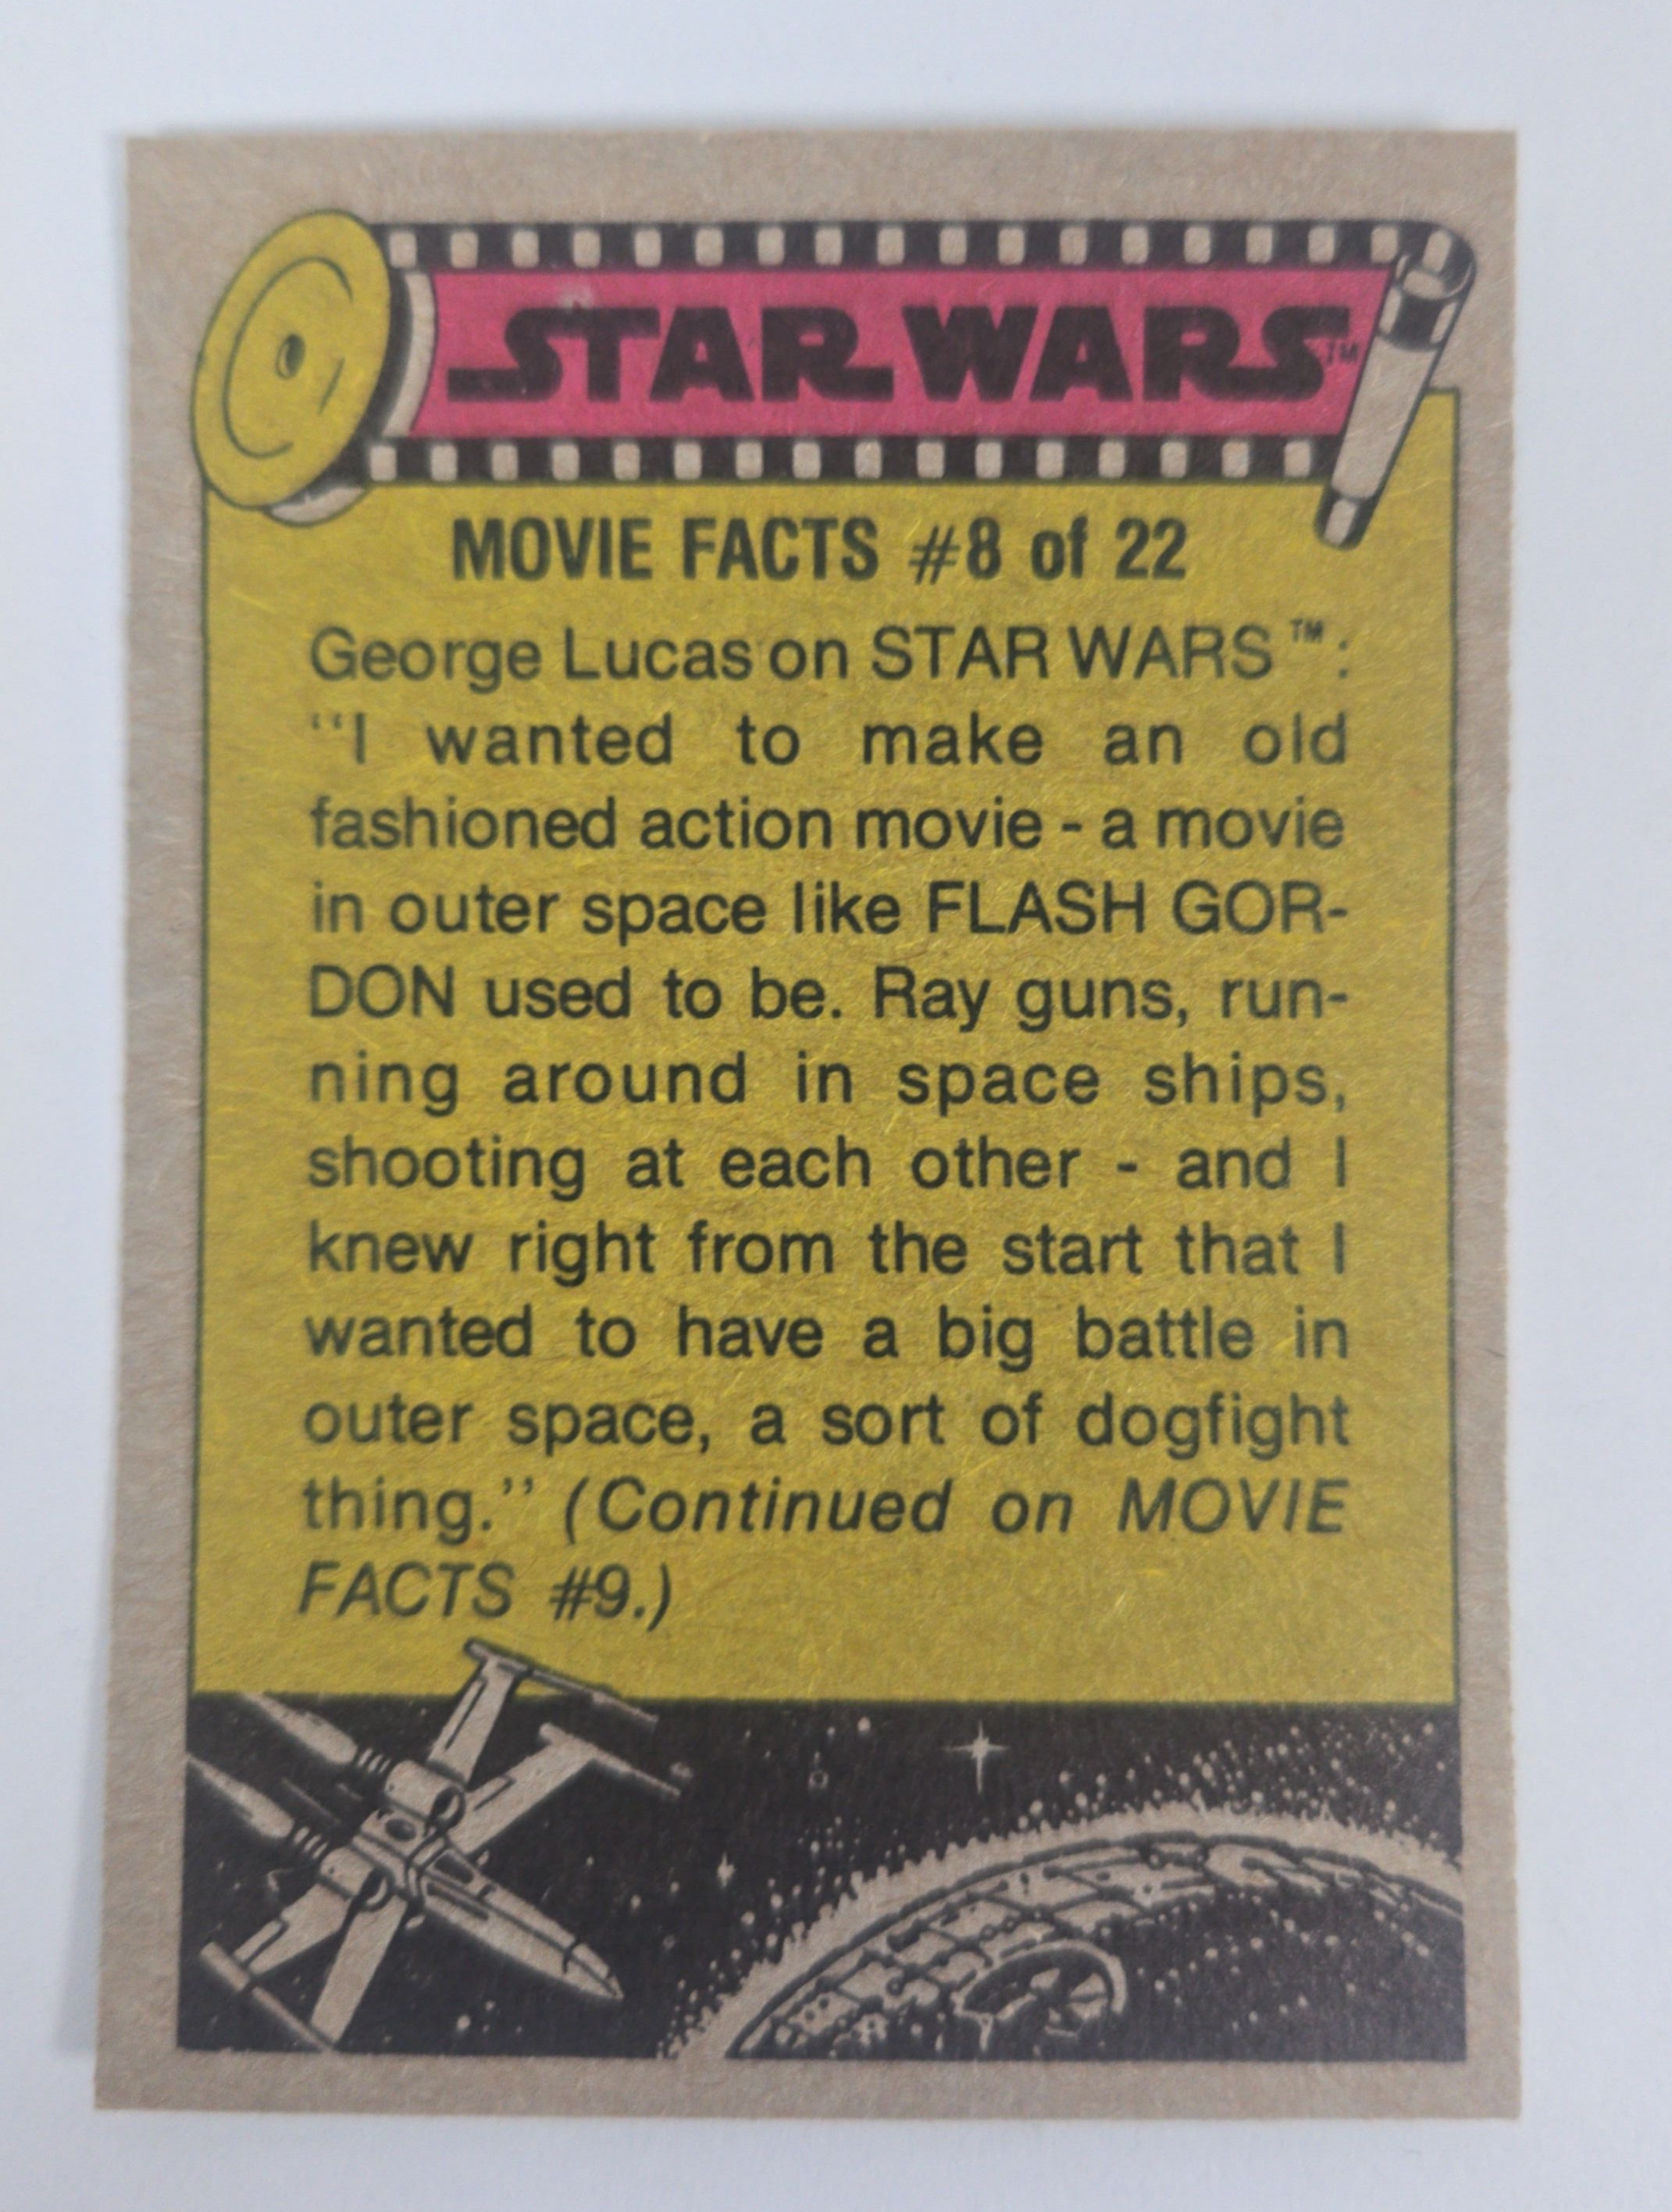 STAR WARS™
MOVIE FACTS #8 of 22
George Lucas on STAR WARS™:
‘‘I wanted to make an old
fashioned action movie - a movie
in outer space like FLASH GOR-
DON used to be. Ray guns, run-
ning around in space ships,
shooting at each other - and I
knew right from the start that I
wanted to have a big battle in
outer space, a sort of dogfight
thing.’’ (Continued on MOVIE
FACTS #9.)